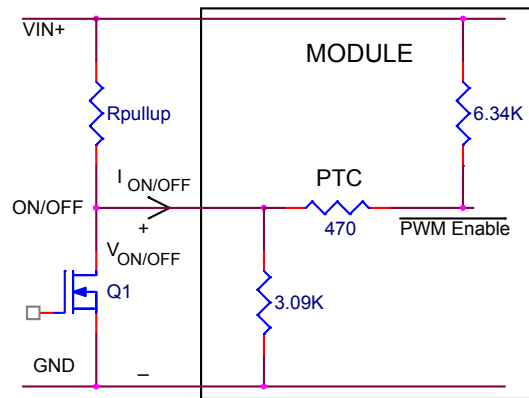 VIN+
MODULE
Rpullup
6.34K
I ON/OFF
PTC
ON/OFF
+
470
PWM Enable
V ON/OFF
Q1
3.09K
GND
–